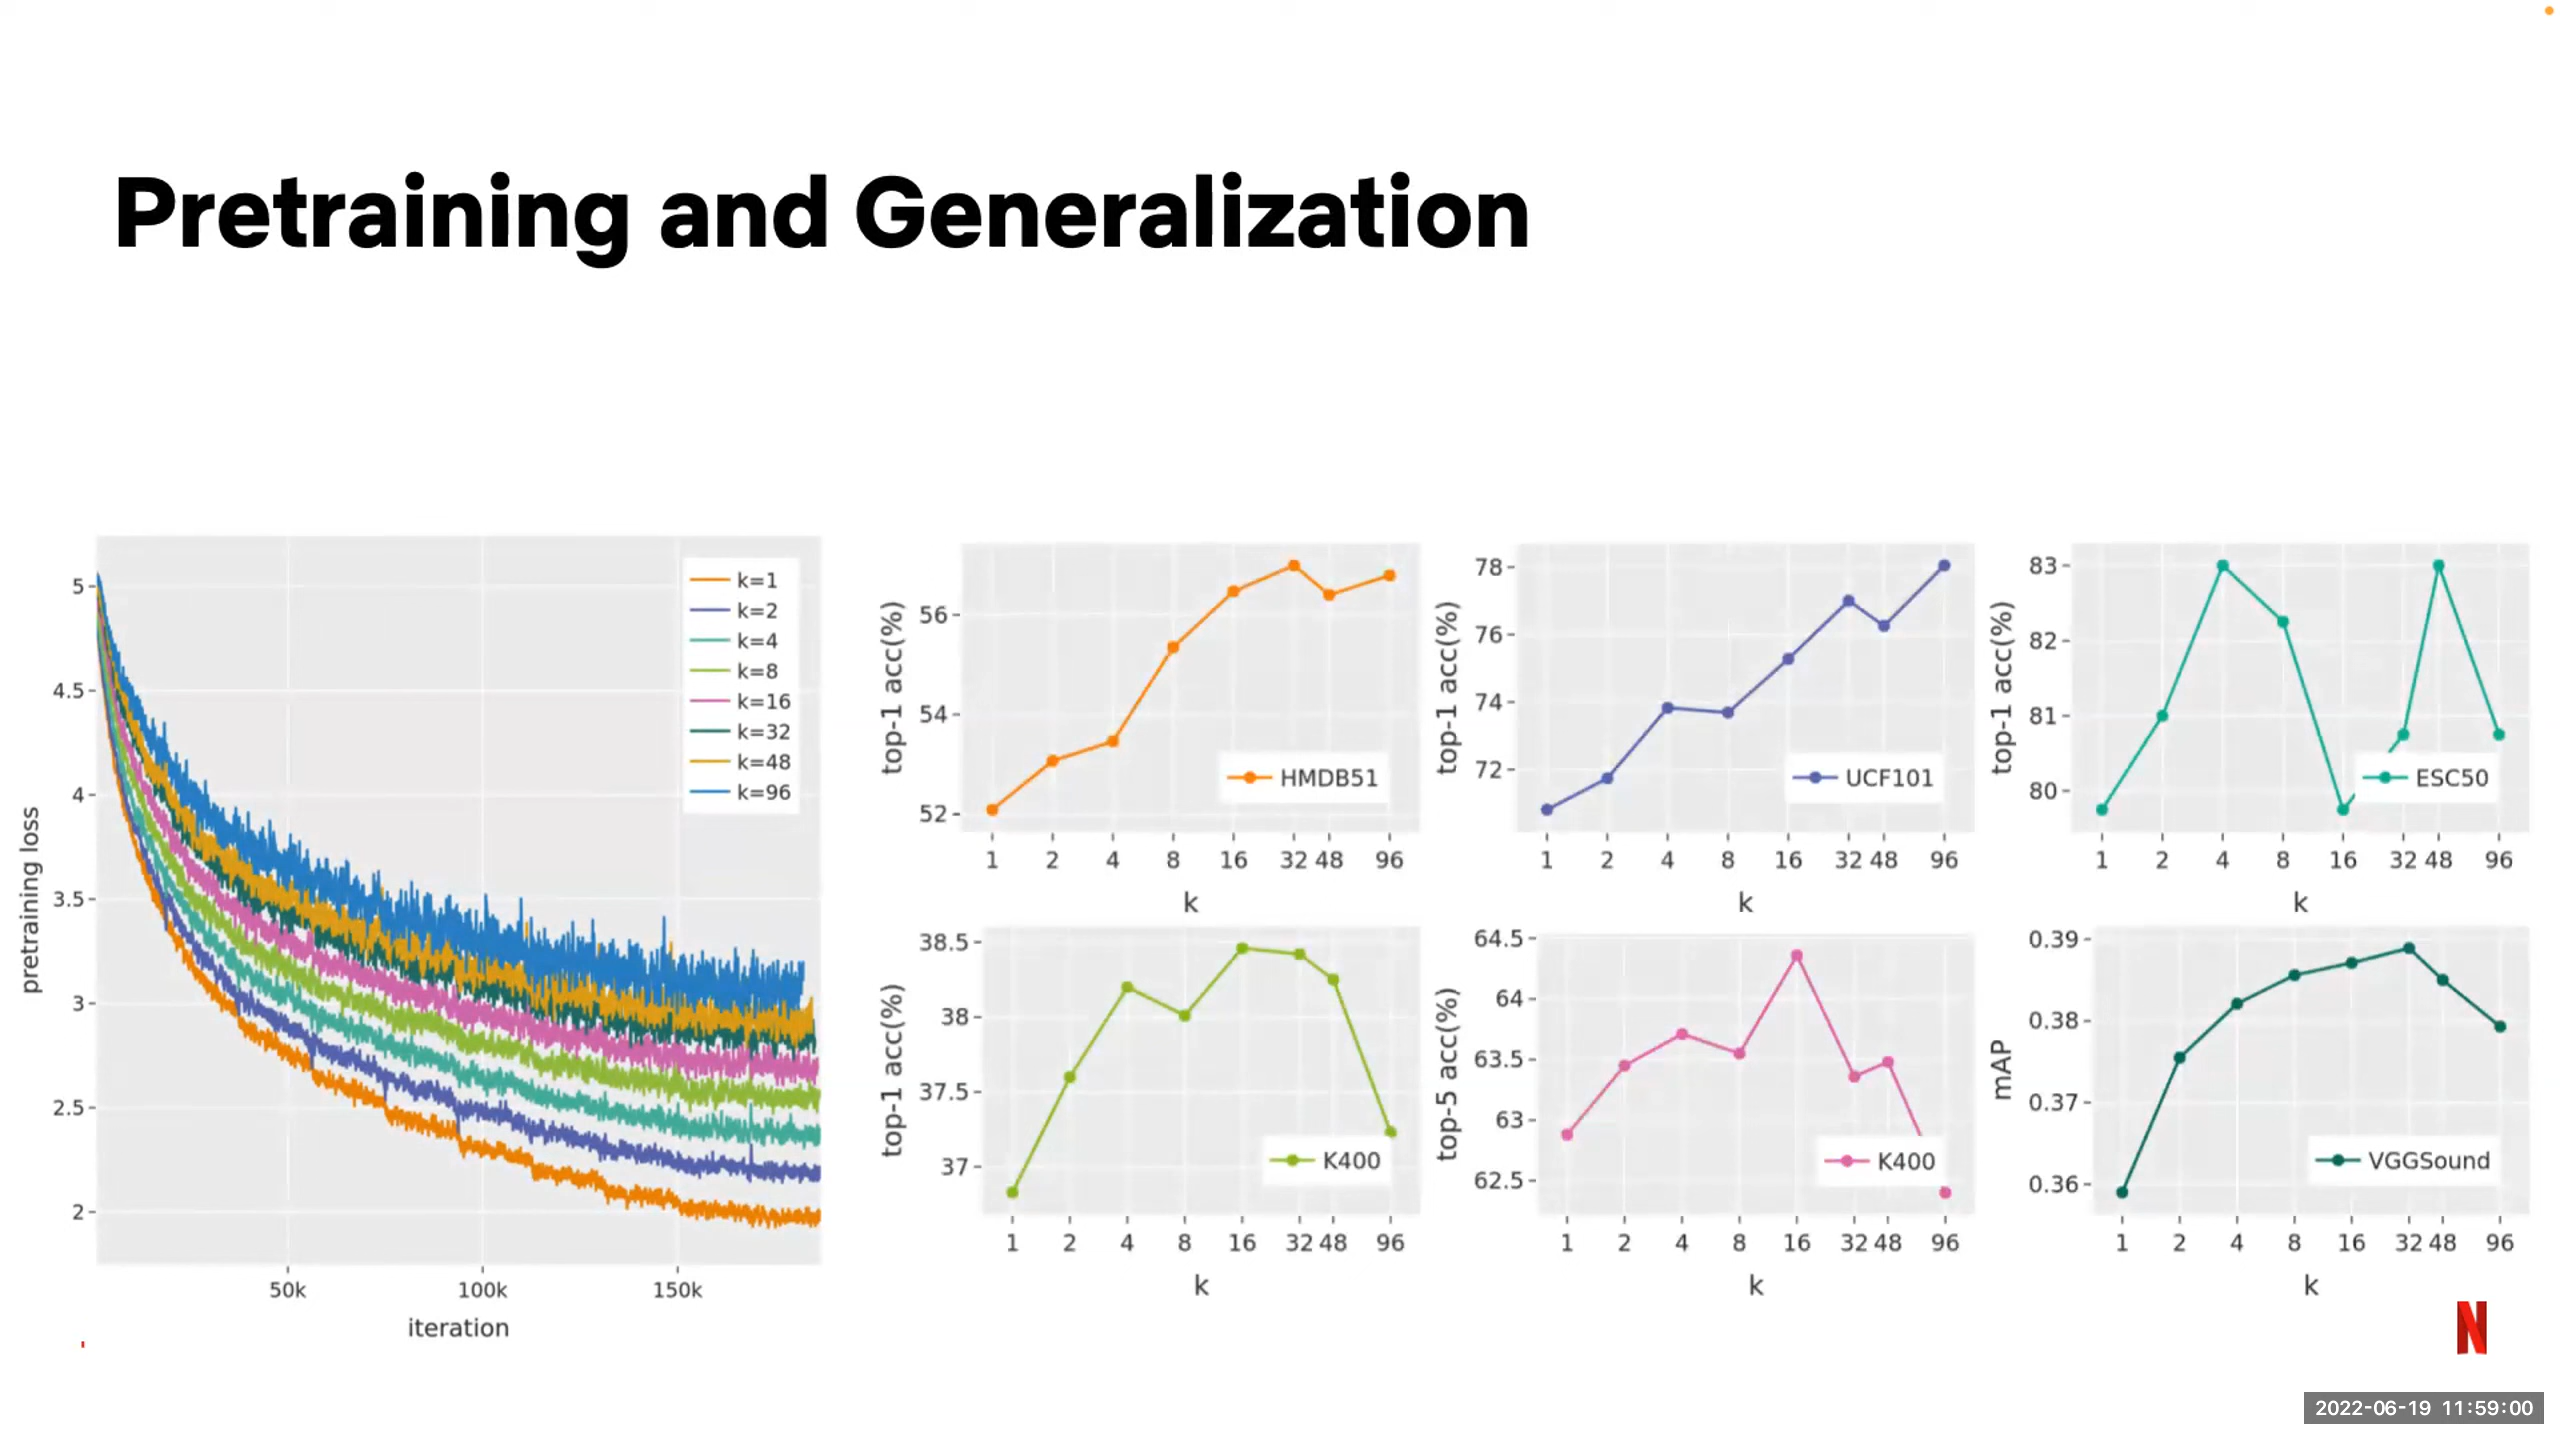 Pretraining and Generalization
pretraining loss
5
4.5
4
3.5
3
2.5
2
50k 100k 150k
iteration
k=1
k=2
k=4
k=8
k=16
k=32
k=48
k=96
top-1 acc(%)
56
54
52
HMDB51
1 2 4 8 16 32 48 96
k
top-1 acc(%)
78
76
74
72
UCF101
1 2 4 8 16 32 48 96
k
top-1 acc(%)
83
82
81
80
ESC50
1 2 4 8 16 32 48 96
k
top-1 acc(%)
38.5
38
37.5
37
K400
1 2 4 8 16 32 48 96
k
top-5 acc(%)
64.5
64
63.5
63
62.5
K400
1 2 4 8 16 32 48 96
k
mAP
0.39
0.38
0.37
0.36
VGGSound
1 2 4 8 16 32 48 96
k
N
2022-06-19 11:59:00